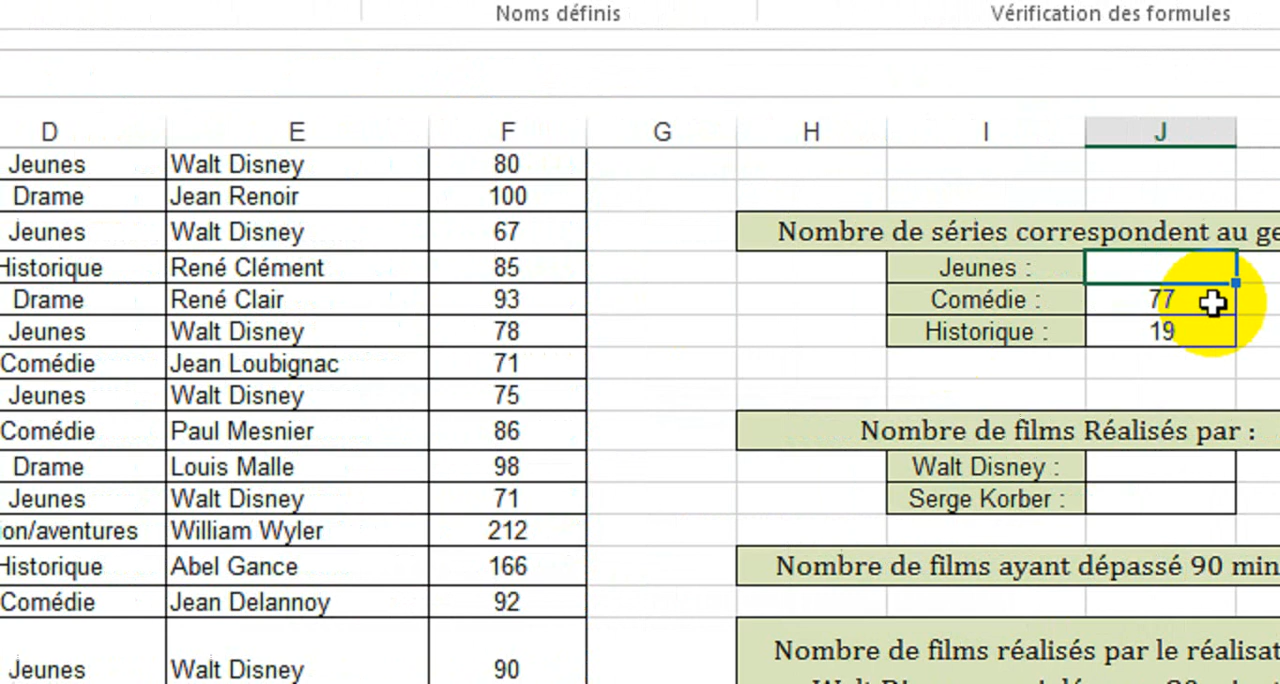 Noms définis Vérification des formules
D E F G H I J
Jeunes Walt Disney 80
Drame Jean Renoir 100
Jeunes Walt Disney 67 Nombre de séries correspondent au ge
Historique René Clément 85 Jeunes :
Drame René Clair 93 Comédie : 77
Jeunes Walt Disney 78 Historique : 19
Comédie Jean Loubignac 71
Jeunes Walt Disney 75
Comédie Paul Mesnier 86 Nombre de films Réalisés par :
Drame Louis Malle 98 Walt Disney :
Jeunes Walt Disney 71 Serge Korber :
ion/aventures William Wyler 212
Historique Abel Gance 166 Nombre de films ayant dépassé 90 min
Comédie Jean Delannoy 92
Nombre de films réalisés par le réalisat
Jeunes Walt Disney 90